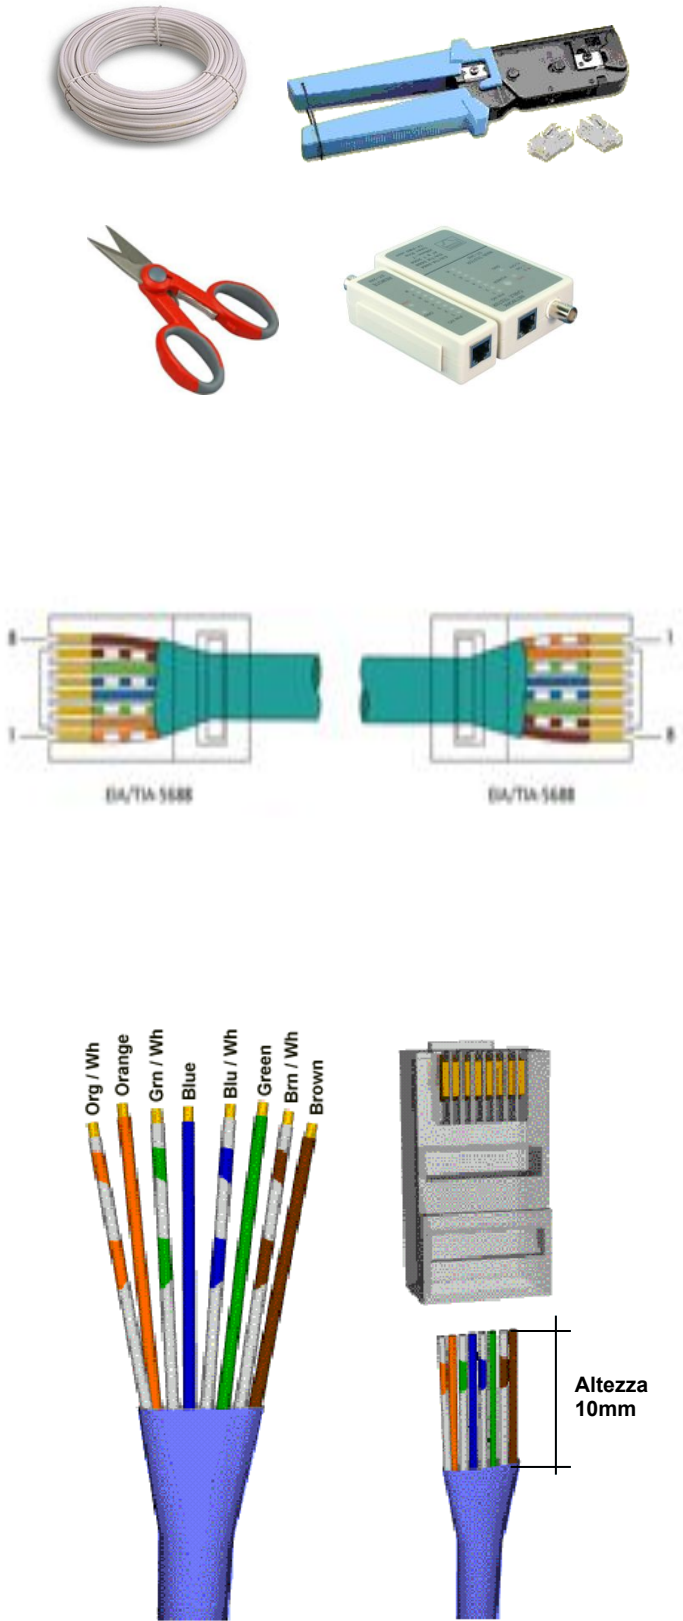 8
1
1
8
EIA/TIA 568B
EIA/TIA 568B
Org / Wh
Orange
Grn / Wh
Blue
Blu / Wh
Green
Brn / Wh
Brown
Altezza
10mm